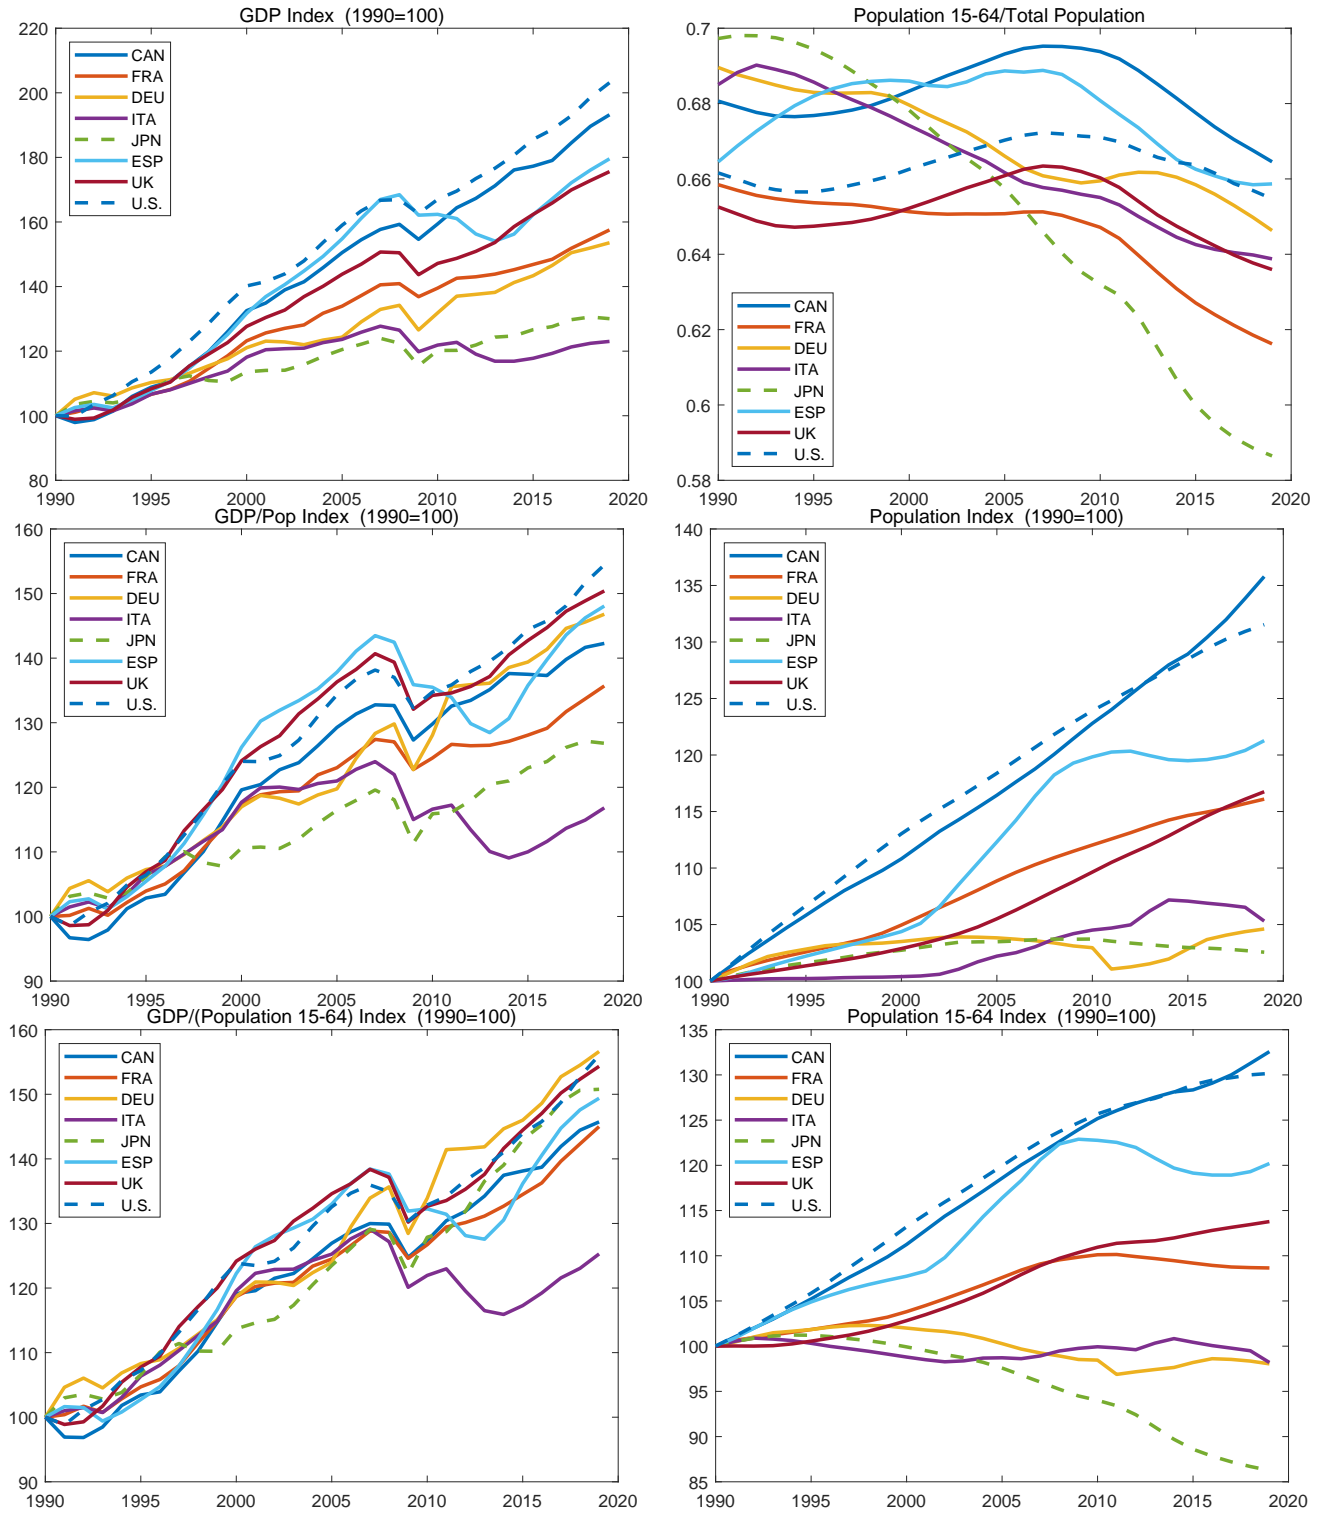 GDP Index (1990=100)
220
200
180
160
140
120
100
80
1990 1995 2000 2005 2010 2015 2020
CAN
FRA
DEU
ITA
JPN
ESP
UK
U.S.
Population 15-64/Total Population
0.7
0.68
0.66
0.64
0.62
0.6
0.58
1990 1995 2000 2005 2010 2015 2020
CAN
FRA
DEU
ITA
JPN
ESP
UK
U.S.
GDP/Pop Index (1990=100)
160
150
140
130
120
110
100
90
1990 1995 2000 2005 2010 2015 2020
CAN
FRA
DEU
ITA
JPN
ESP
UK
U.S.
Population Index (1990=100)
140
135
130
125
120
115
110
105
100
1990 1995 2000 2005 2010 2015 2020
CAN
FRA
DEU
ITA
JPN
ESP
UK
U.S.
GDP/(Population 15-64) Index (1990=100)
160
150
140
130
120
110
100
90
1990 1995 2000 2005 2010 2015 2020
CAN
FRA
DEU
ITA
JPN
ESP
UK
U.S.
Population 15-64 Index (1990=100)
135
130
125
120
115
110
105
100
95
90
85
1990 1995 2000 2005 2010 2015 2020
CAN
FRA
DEU
ITA
JPN
ESP
UK
U.S.